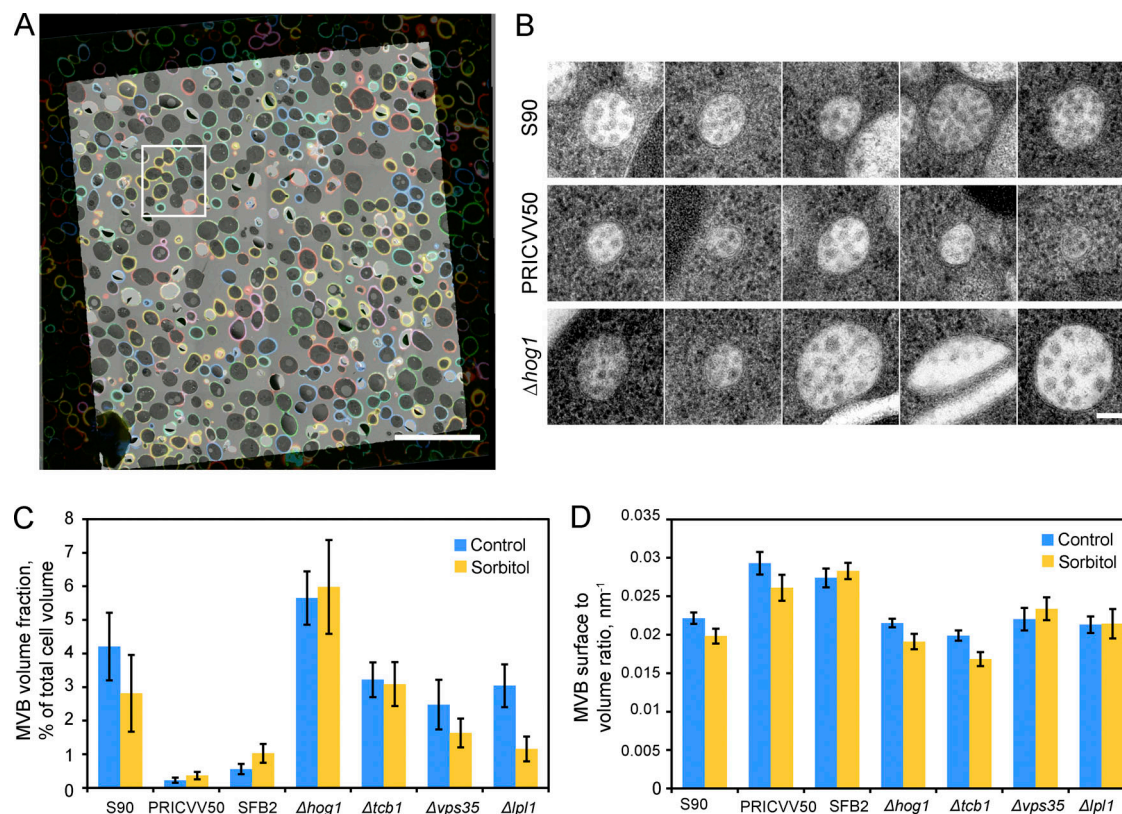 A
B
S90
PRICVV50
Δhog1
C
MVB volume fraction,
% of total cell volume
8
7
6
5
4
3
2
1
0
Control
Sorbitol
S90
PRICVV50
SFB2
Δhog1
Δtcb1
Δvps35
Δlpl1
D
MVB surface to
volume ratio, nm⁻¹
0.035
0.03
0.025
0.02
0.015
0.01
0.005
0
Control
Sorbitol
S90
PRICVV50
SFB2
Δhog1
Δtcb1
Δvps35
Δlpl1